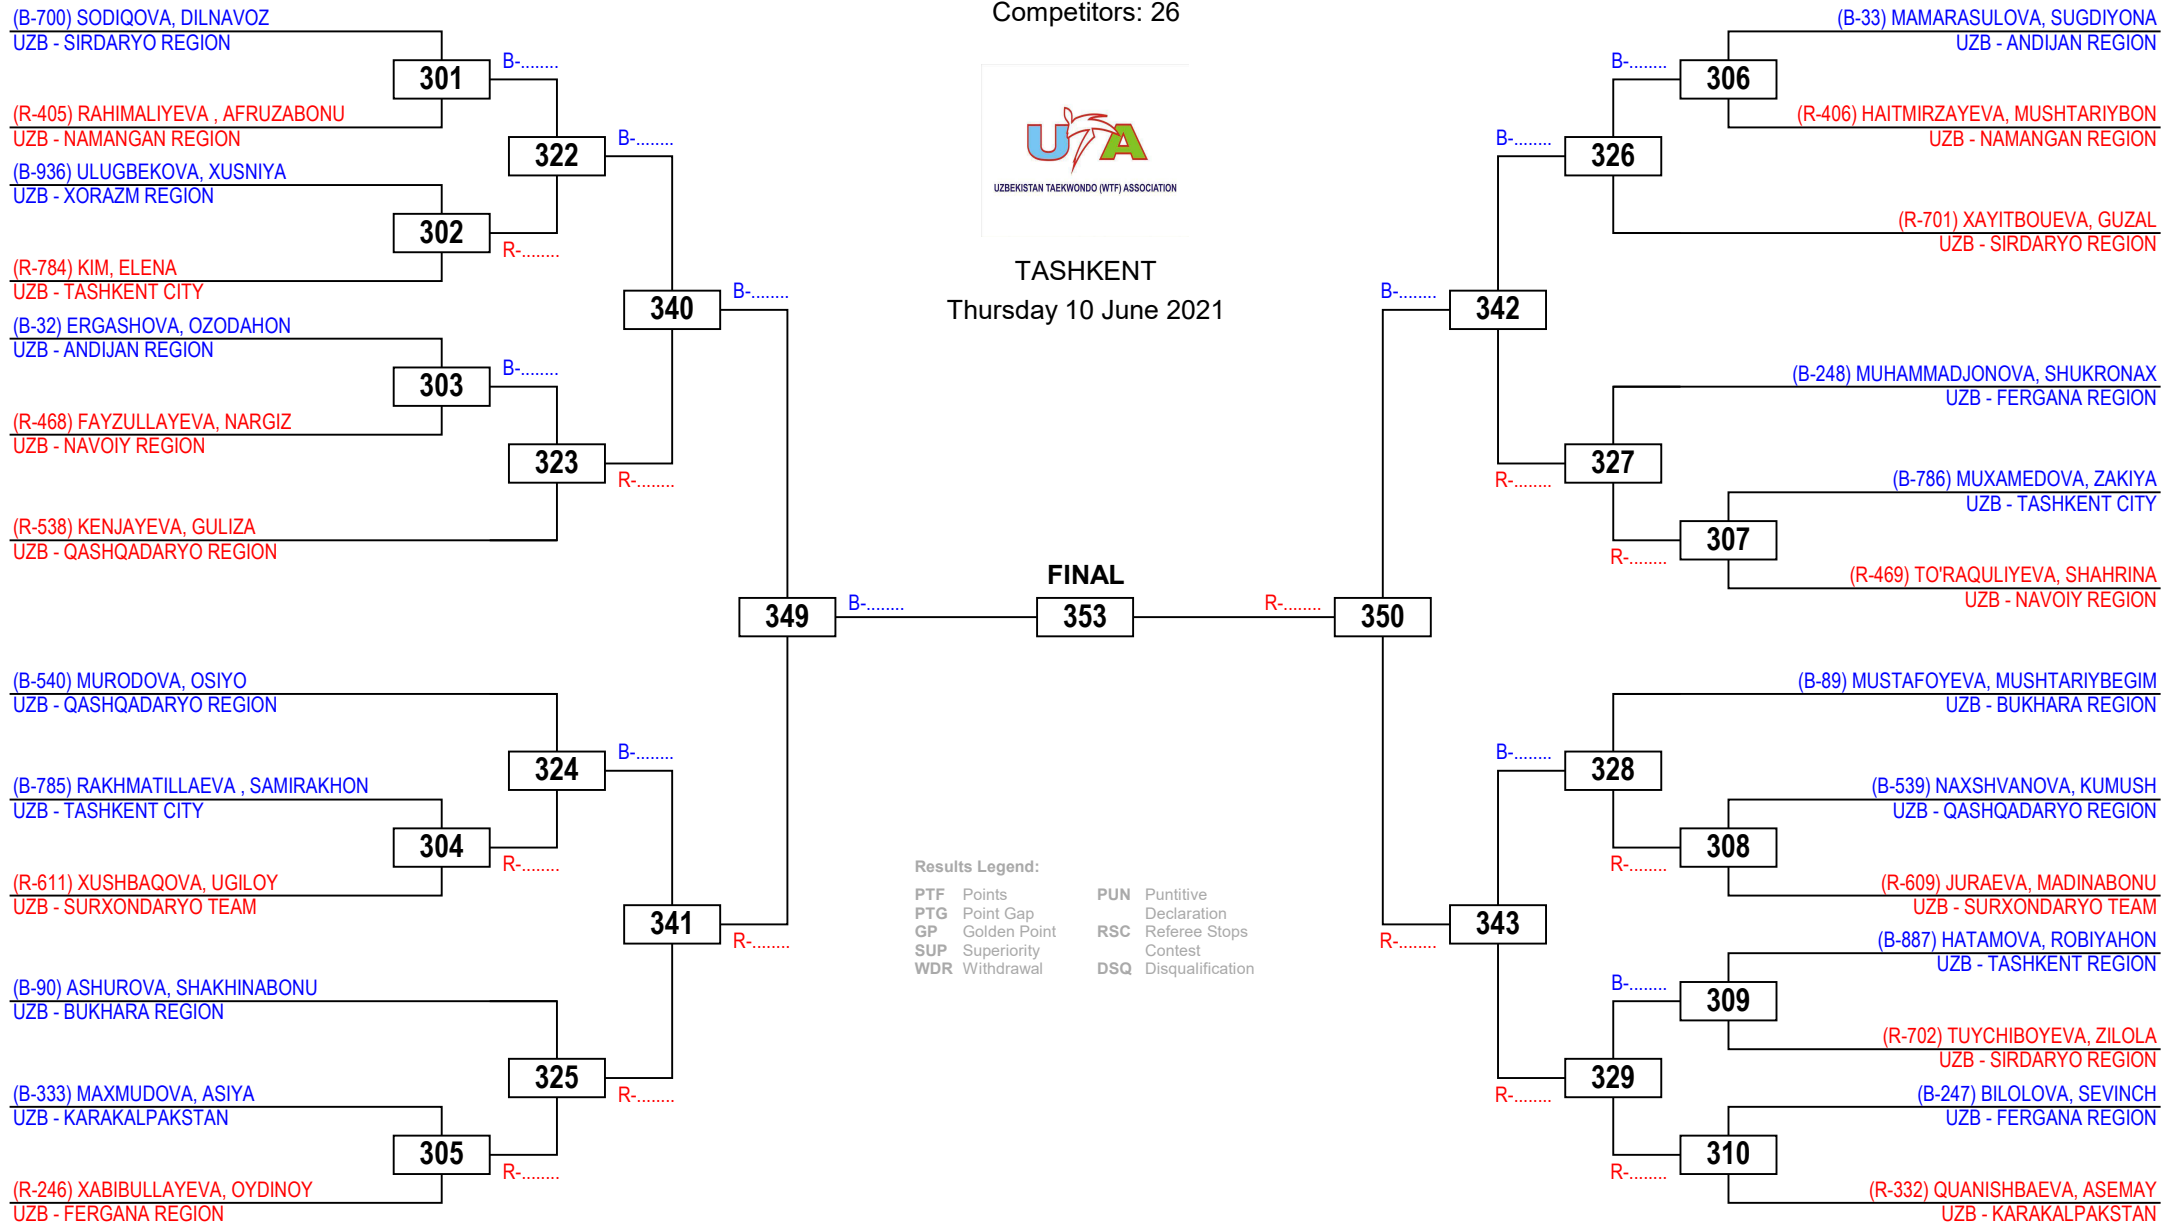 Competitors: 26
UTA
UZBEKISTAN TAEKWONDO (WTF) ASSOCIATION
TASHKENT
Thursday 10 June 2021
(B-700) SODIQOVA, DILNAVOZ
UZB - SIRDARYO REGION
301
B-........
(R-405) RAHIMALIYEVA , AFRUZABONU
UZB - NAMANGAN REGION
322
B-........
(B-936) ULUGBEKOVA, XUSNIYA
UZB - XORAZM REGION
302
R-........
(R-784) KIM, ELENA
UZB - TASHKENT CITY
340
B-........
(B-32) ERGASHOVA, OZODAHON
UZB - ANDIJAN REGION
303
B-........
(R-468) FAYZULLAYEVA, NARGIZ
UZB - NAVOIY REGION
323
R-........
(R-538) KENJAYEVA, GULIZA
UZB - QASHQADARYO REGION
349
B-........
(B-540) MURODOVA, OSIYO
UZB - QASHQADARYO REGION
324
B-........
(B-785) RAKHMATILLAEVA , SAMIRAKHON
UZB - TASHKENT CITY
304
R-........
(R-611) XUSHBAQOVA, UGILOY
UZB - SURXONDARYO TEAM
341
R-........
(B-90) ASHUROVA, SHAKHINABONU
UZB - BUKHARA REGION
325
R-........
(B-333) MAXMUDOVA, ASIYA
UZB - KARAKALPAKSTAN
305
R-........
(R-246) XABIBULLAYEVA, OYDINOY
UZB - FERGANA REGION
FINAL
353
Results Legend:
PTF Points
PTG Point Gap
GP Golden Point
SUP Superiority
WDR Withdrawal
PUN Puntitive
Declaration
RSC Referee Stops
Contest
DSQ Disqualification
(B-33) MAMARASULOVA, SUGDIYONA
UZB - ANDIJAN REGION
B-........
306
(R-406) HAITMIRZAYEVA, MUSHTARIYBON
UZB - NAMANGAN REGION
B-........
326
(R-701) XAYITBOUEVA, GUZAL
UZB - SIRDARYO REGION
B-........
342
(B-248) MUHAMMADJONOVA, SHUKRONAX
UZB - FERGANA REGION
R-........
327
(B-786) MUXAMEDOVA, ZAKIYA
UZB - TASHKENT CITY
R-........
307
(R-469) TO'RAQULIYEVA, SHAHRINA
UZB - NAVOIY REGION
R-........
350
(B-89) MUSTAFOYEVA, MUSHTARIYBEGIM
UZB - BUKHARA REGION
B-........
328
(B-539) NAXSHVANOVA, KUMUSH
UZB - QASHQADARYO REGION
R-........
308
(R-609) JURAEVA, MADINABONU
UZB - SURXONDARYO TEAM
R-........
343
(B-887) HATAMOVA, ROBIYAHON
UZB - TASHKENT REGION
B-........
309
(R-702) TUYCHIBOYEVA, ZILOLA
UZB - SIRDARYO REGION
R-........
329
(B-247) BILOLOVA, SEVINCH
UZB - FERGANA REGION
R-........
310
(R-332) QUANISHBAEVA, ASEMAY
UZB - KARAKALPAKSTAN